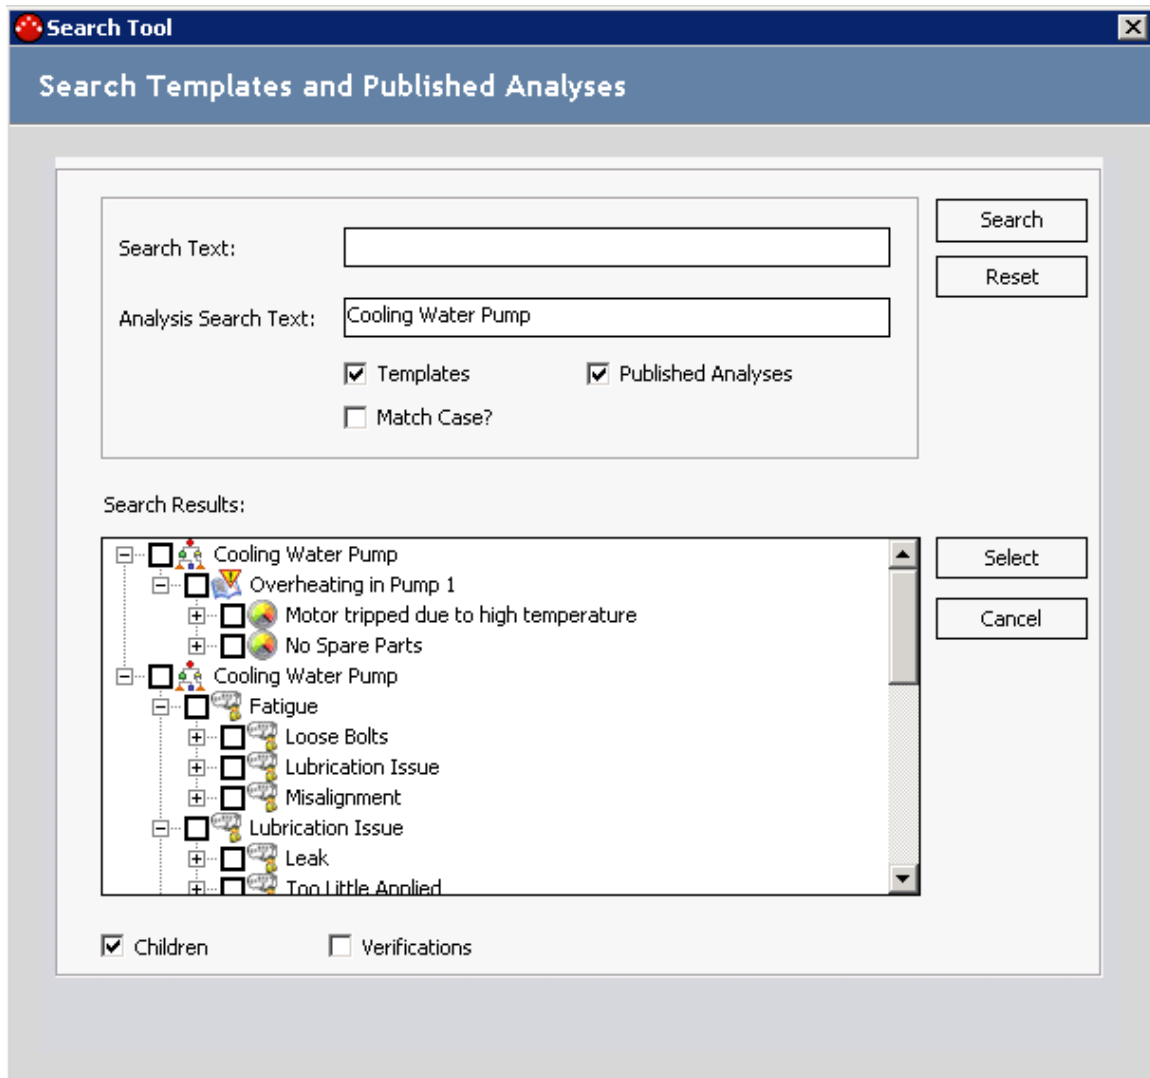 Search Tool
Search Templates and Published Analyses
Search Text:
Search
Reset
Analysis Search Text: Cooling Water Pump
Templates Published Analyses
Match Case?
Search Results:
Cooling Water Pump
Overheating in Pump 1
Motor tripped due to high temperature
No Spare Parts
Cooling Water Pump
Fatigue
Loose Bolts
Lubrication Issue
Misalignment
Lubrication Issue
Leak
Too Little Applied
Select
Cancel
Children Verifications